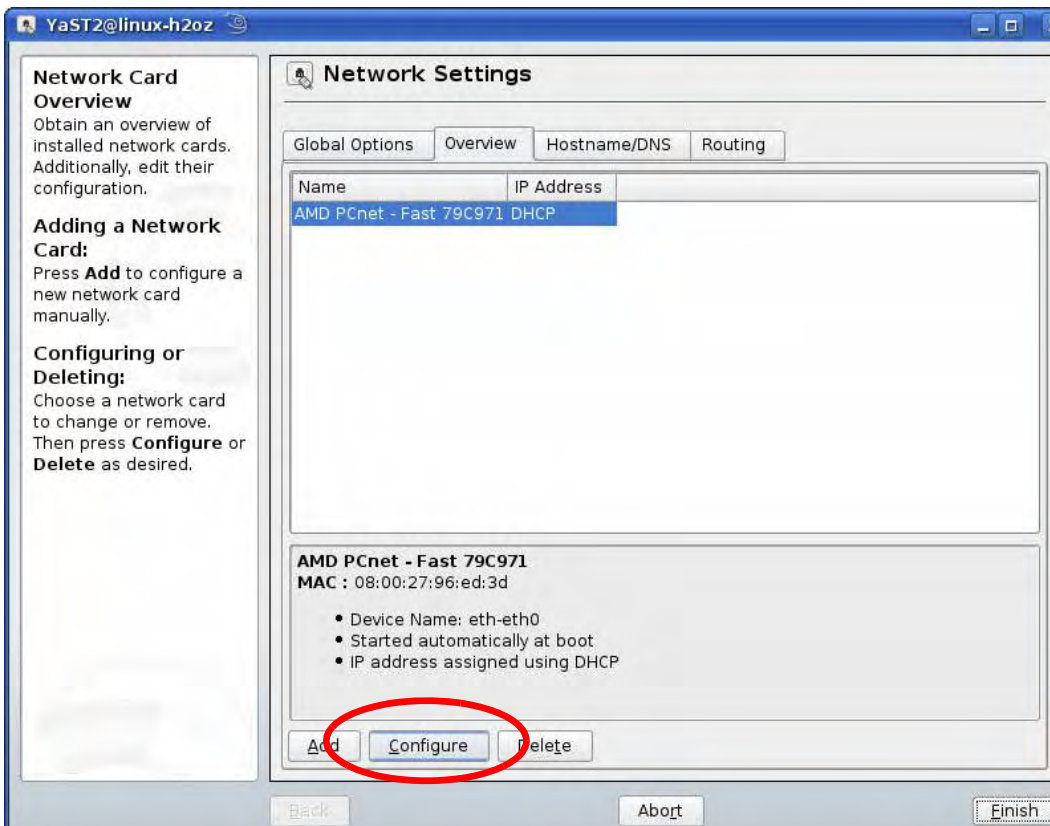 YaST2@linux-h2oz
Network Card
Overview
Obtain an overview of
installed network cards.
Additionally, edit their
configuration.
Adding a Network
Card:
Press Add to configure a
new network card
manually.
Configuring or
Deleting:
Choose a network card
to change or remove.
Then press Configure or
Delete as desired.
Network Settings
Global Options Overview Hostname/DNS Routing
Name IP Address
AMD PCnet - Fast 79C971 DHCP
AMD PCnet - Fast 79C971
MAC : 08:00:27:96:ed:3d
• Device Name: eth-eth0
• Started automatically at boot
• IP address assigned using DHCP
Add Configure Delete
Back Abort Finish